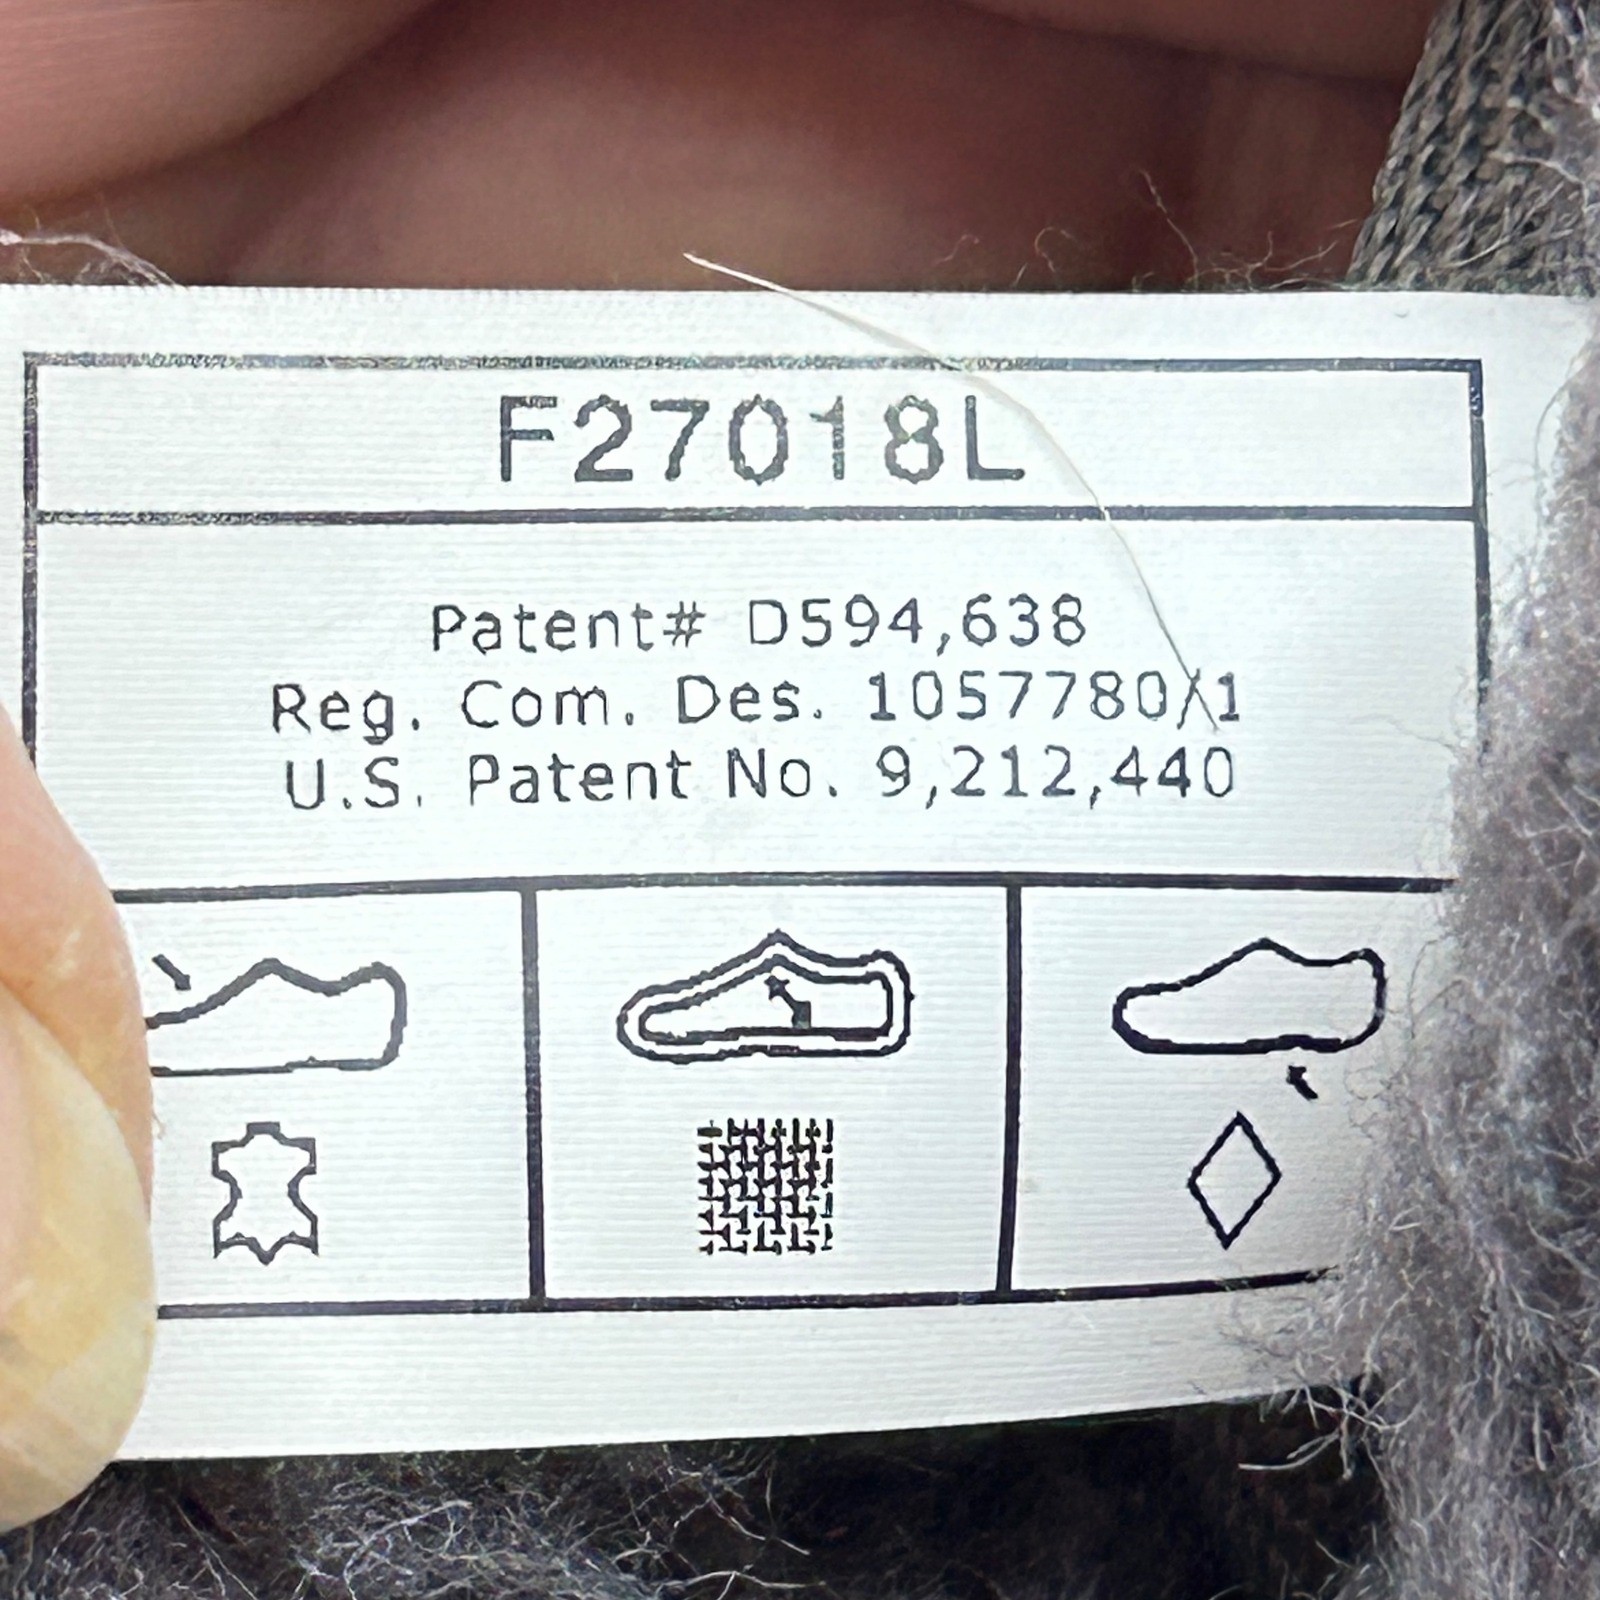 F27018L
Patent# D594,638
Reg. Com. Des. 1057780/1
U.S. Patent No. 9,212,440